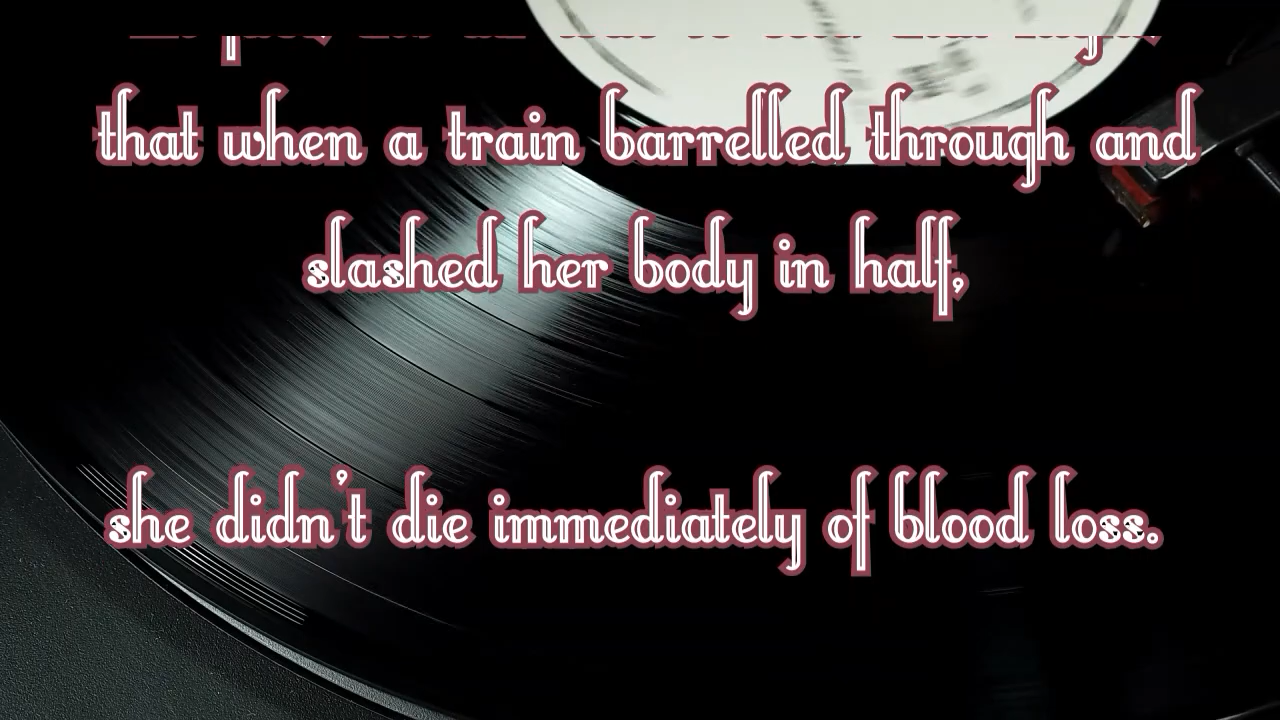 that when a train barrelled through and
slashed her body in half,
she didn't die immediately of blood loss.